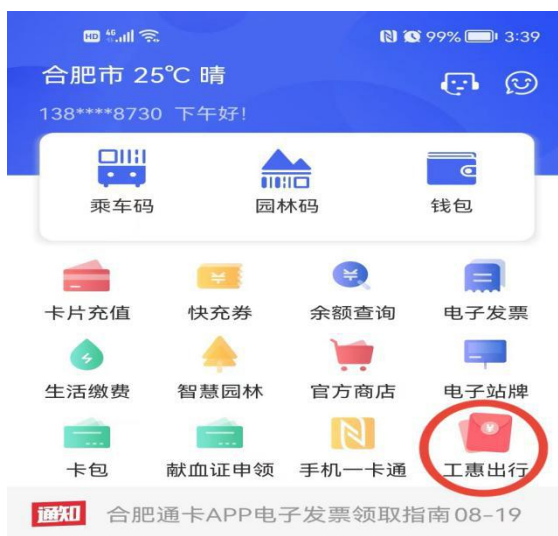 HD 4G 99% 3:39
合肥市 25℃ 晴
138****8730 下午好!
乘车码 园林码 钱包
卡片充值 快充券 余额查询 电子发票
生活缴费 智慧园林 官方商店 电子站牌
卡包 献血证申领 手机一卡通 工惠出行
通知 合肥通卡APP电子发票领取指南08-19